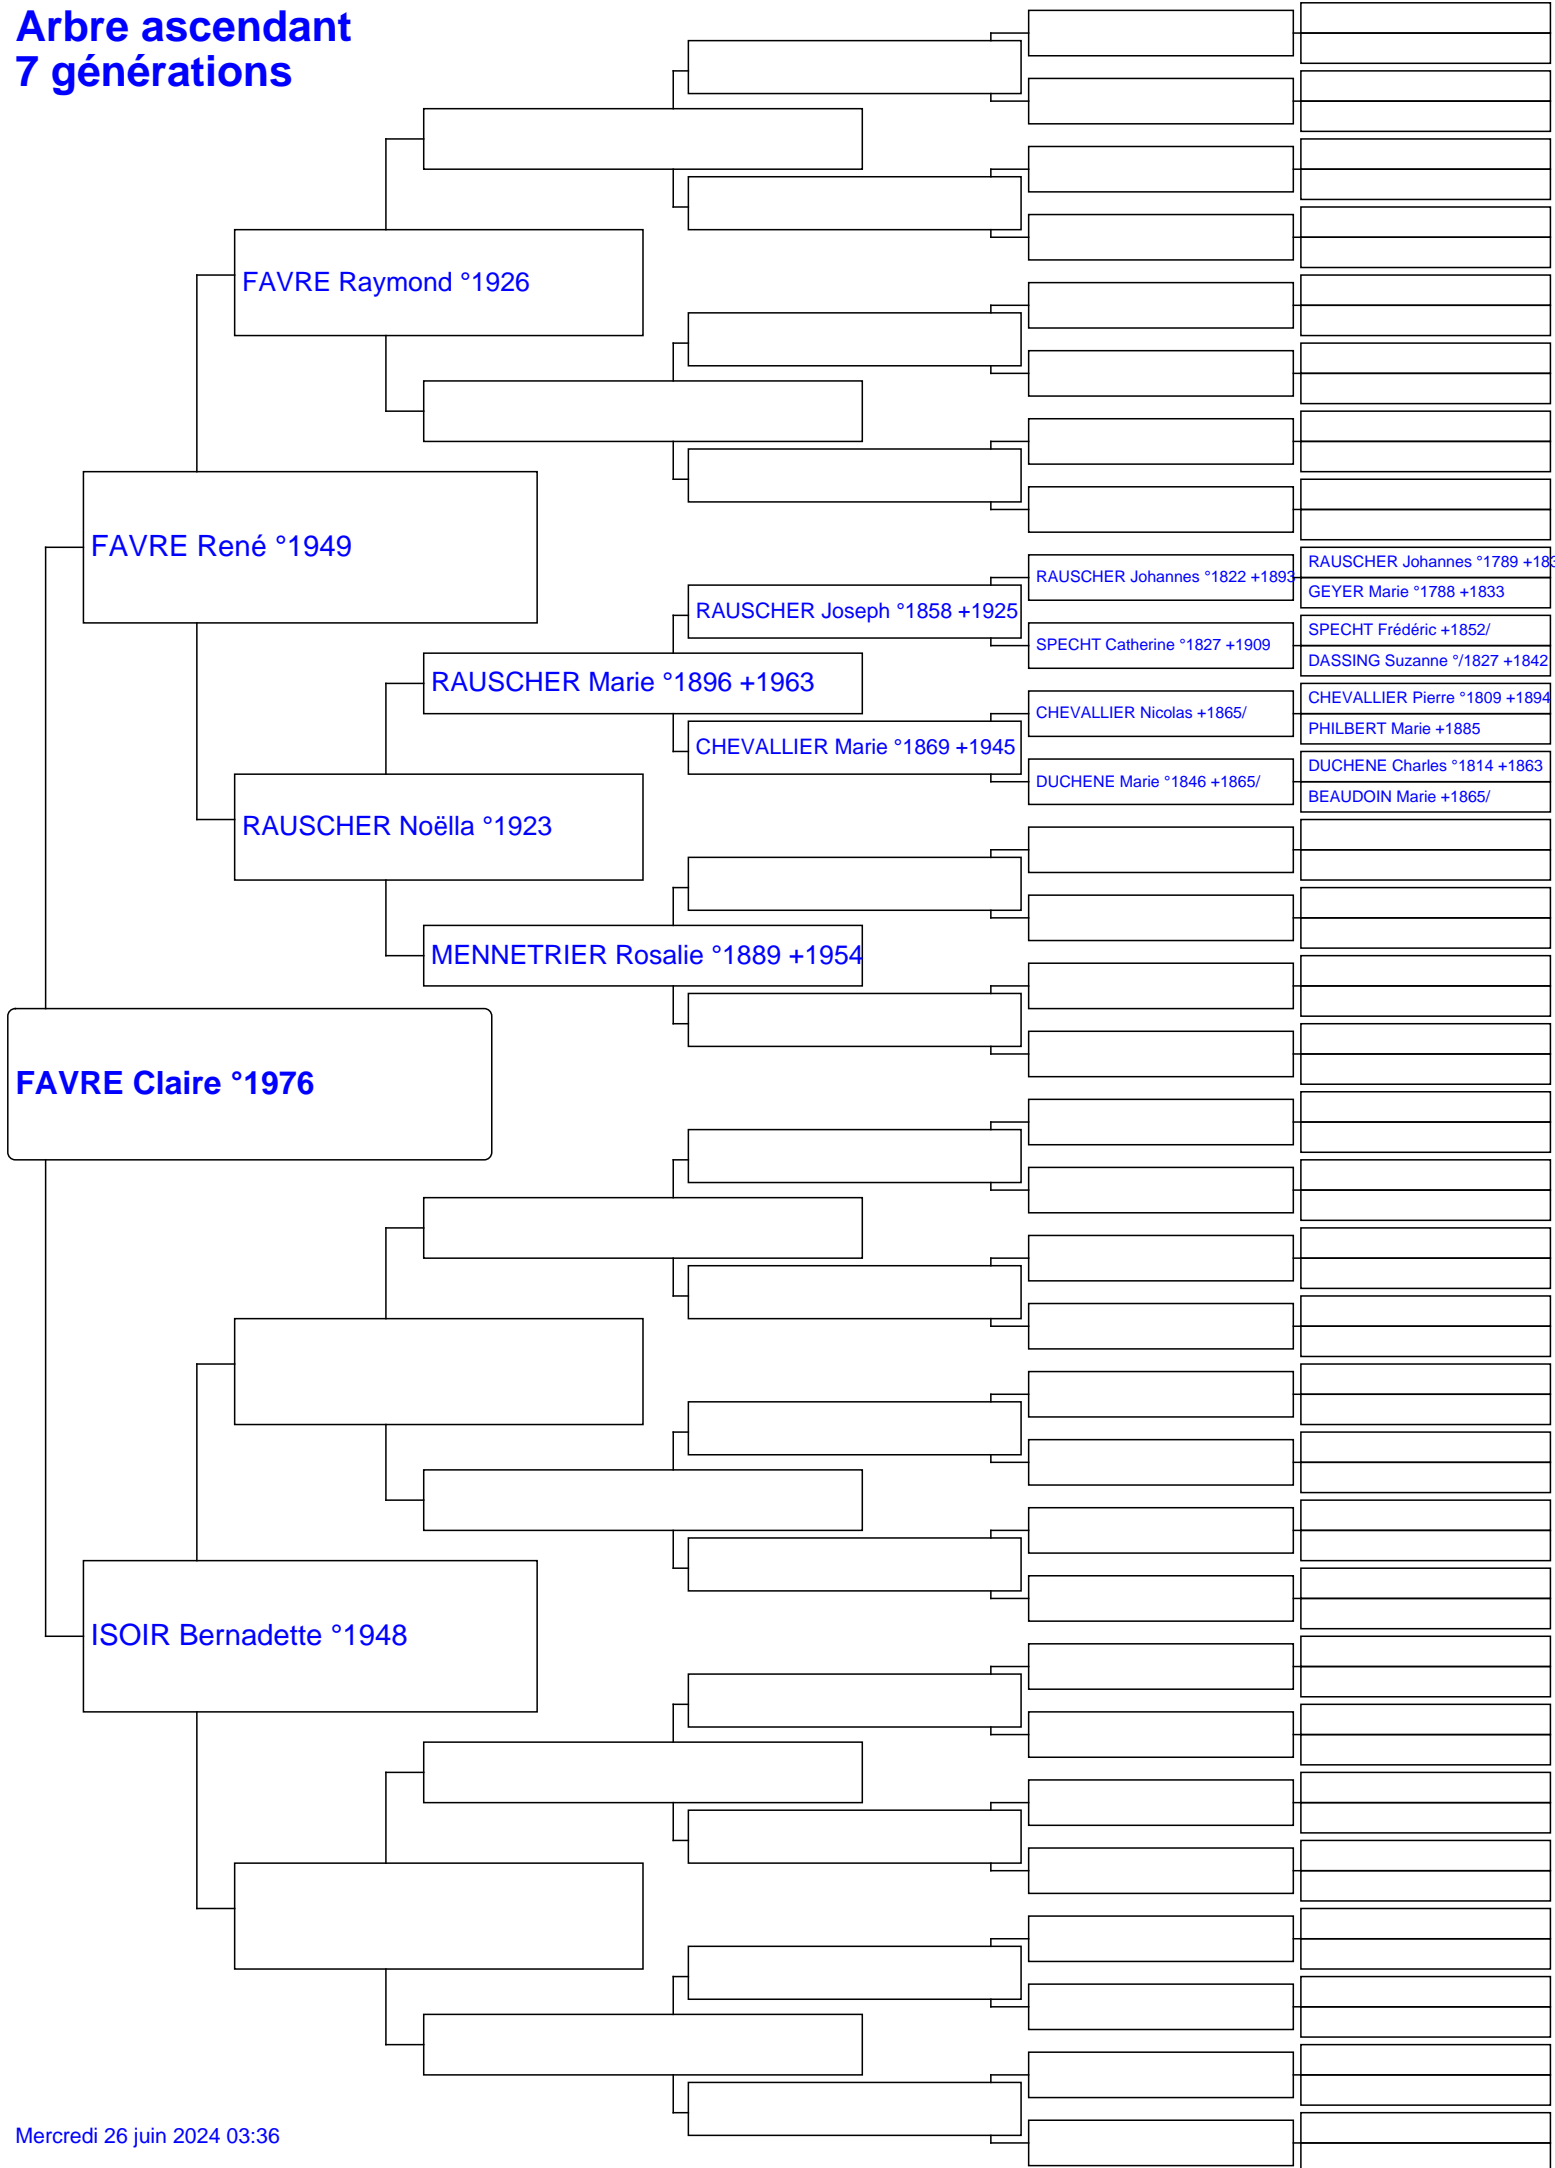 Arbre ascendant
7 générations
FAVRE Raymond °1926
FAVRE René °1949
RAUSCHER Johannes °1789 +183
RAUSCHER Johannes °1822 +1893
GEYER Marie °1788 +1833
RAUSCHER Joseph °1858 +1925
SPECHT Frédéric +1852/
SPECHT Catherine °1827 +1909
DASSING Suzanne °/1827 +1842
RAUSCHER Marie °1896 +1963
CHEVALLIER Pierre °1809 +1894
CHEVALLIER Nicolas +1865/
PHILBERT Marie +1885
CHEVALLIER Marie °1869 +1945
DUCHENE Charles °1814 +1863
DUCHENE Marie °1846 +1865/
BEAUDOIN Marie +1865/
RAUSCHER Noëlla °1923
MENNETRIER Rosalie °1889 +1954
FAVRE Claire °1976
ISOIR Bernadette °1948
Mercredi 26 juin 2024 03:36